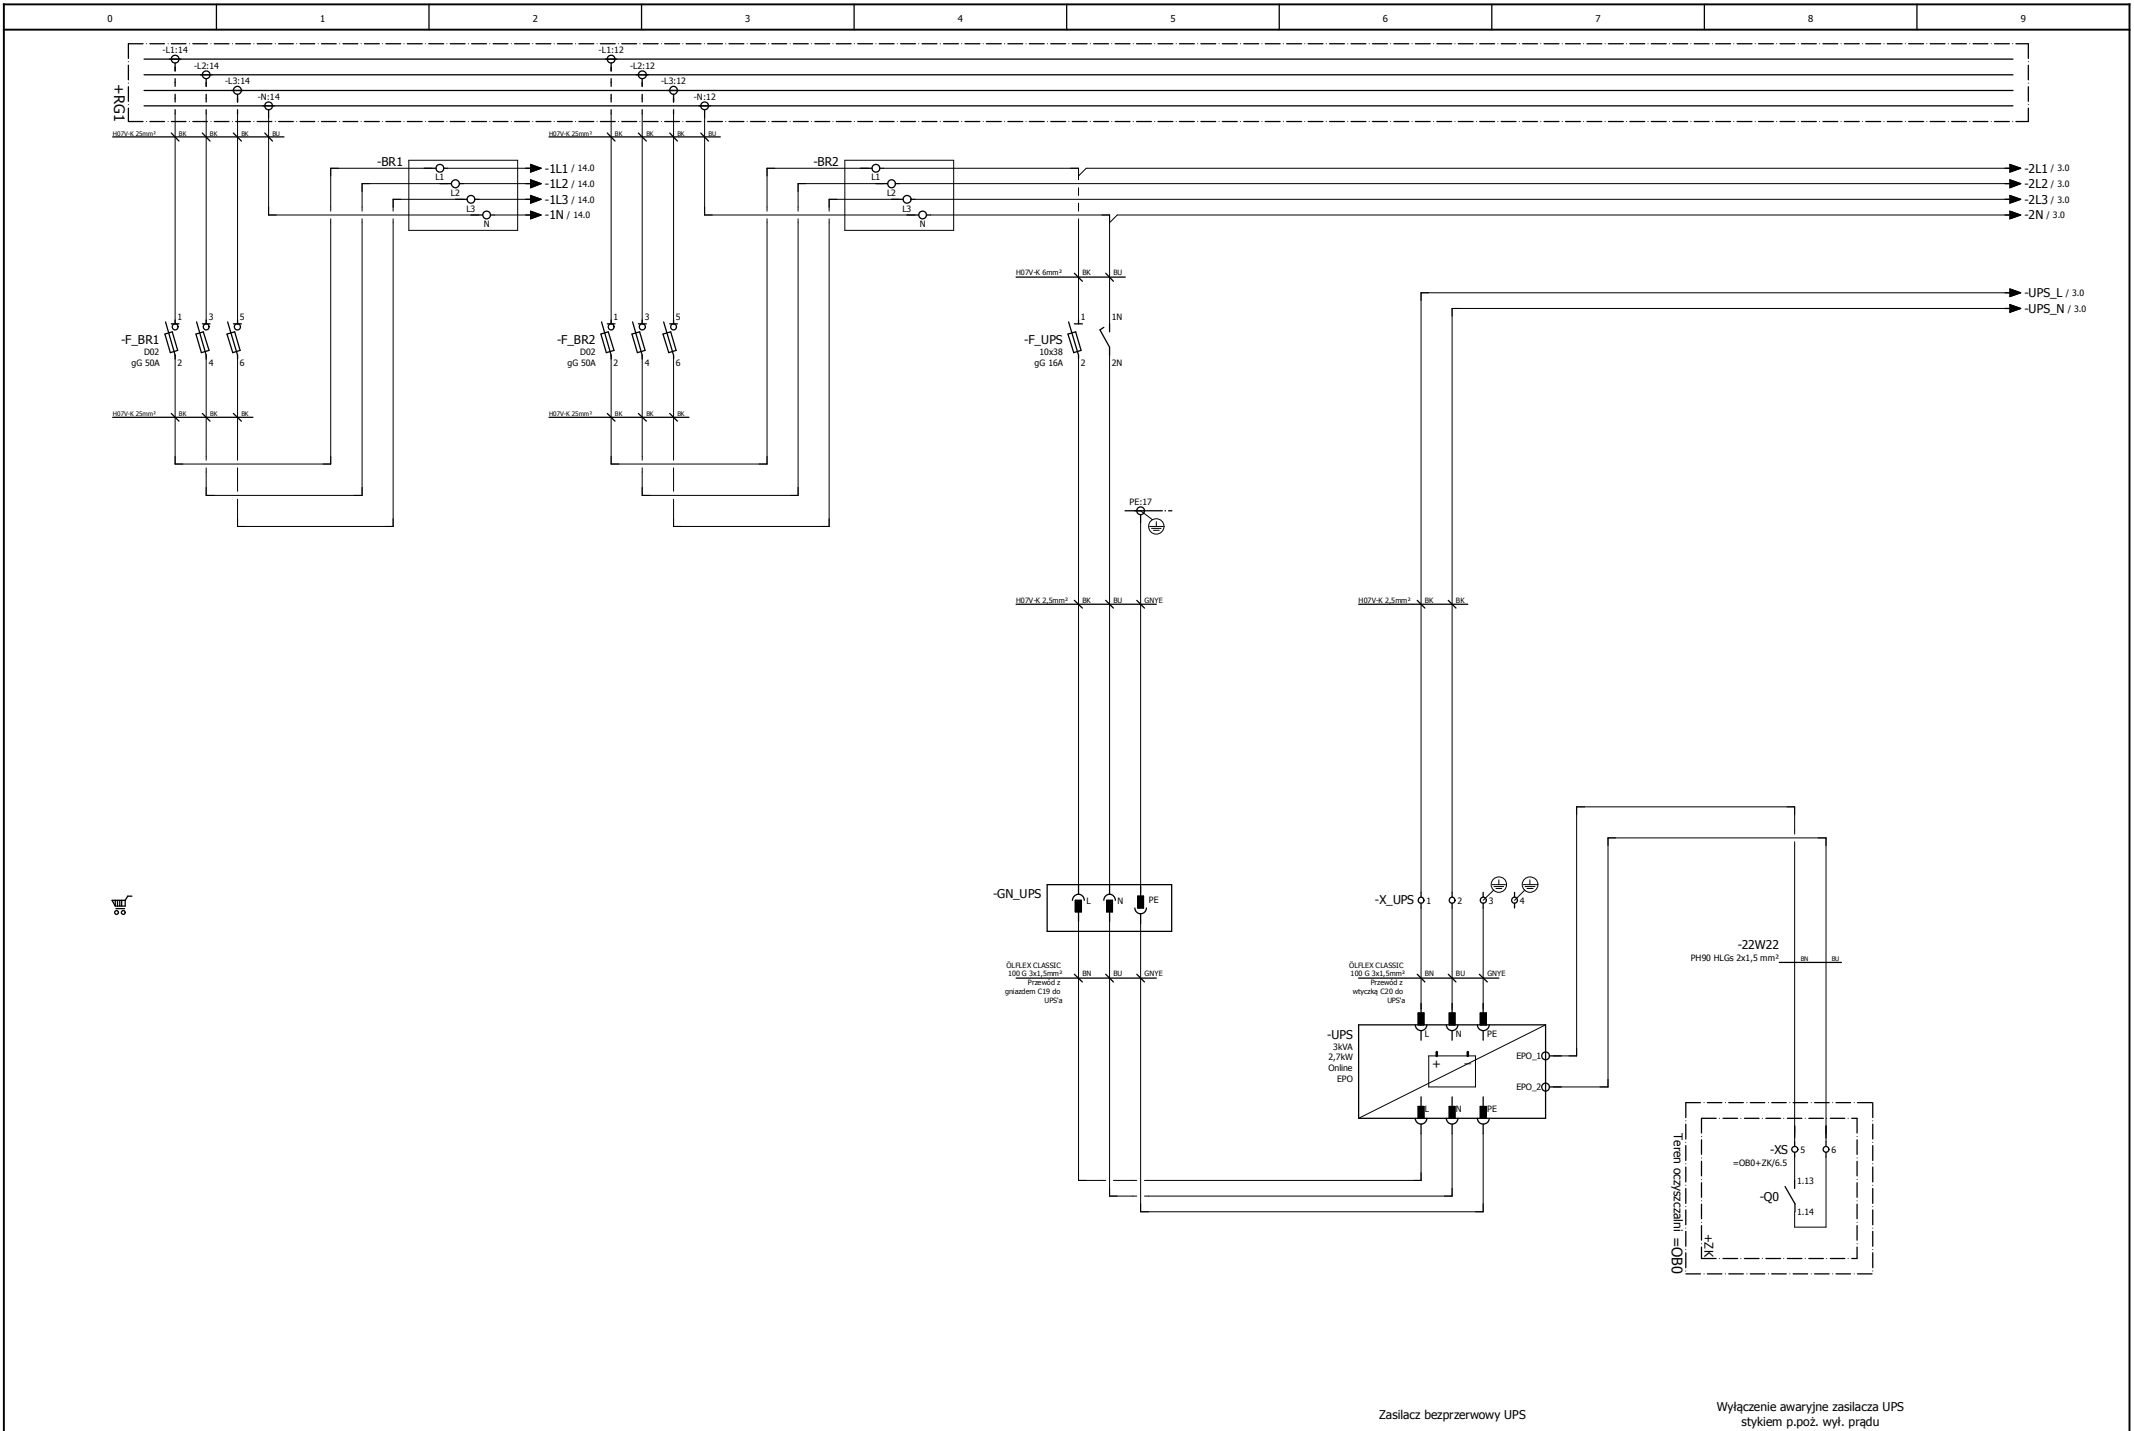 0 1 2 3 4 5 6 7 8 9
+RG1
-L1:14
-L2:14
-L3:14
-N:14
-L1:12
-L2:12
-L3:12
-N:12
H07V-K 25mm² BK BK BK BU
H07V-K 25mm² BK BK BK BU
-BR1
L1
L2
L3
N
-1L1 / 14.0
-1L2 / 14.0
-1L3 / 14.0
-1N / 14.0
-BR2
L1
L2
L3
N
-2L1 / 3.0
-2L2 / 3.0
-2L3 / 3.0
-2N / 3.0
H07V-K 6mm² BK BU
-UPS_L / 3.0
-UPS_N / 3.0
-F_BR1
D02
gG 50A
1 3 5
2 4 6
-F_BR2
D02
gG 50A
1 3 5
2 4 6
-F_UPS
10x38
gG 16A
1 1N
2 2N
H07V-K 25mm² BK BK BK
H07V-K 25mm² BK BK BK
PE:17
H07V-K 2,5mm² BK BU GNYE
H07V-K 2,5mm² BK BK
-GN_UPS
L N PE
-X_UPS 1 2 3 4
ÖLFLEX CLASSIC
100 G 3x1,5mm² BN BU GNYE
Przewód z
gniazdem C19 do
UPS'a
ÖLFLEX CLASSIC
100 G 3x1,5mm² BN BU GNYE
Przewód z
wtyczką C20 do
UPS'a
-22W22
PH90 HLGs 2x1,5 mm² BN BU
-UPS
3kVA
2,7kW
Online
EPO
L N PE
+ -
EPO_1
EPO_2
L N PE
Teren oczyszczalni =OB0
+ZK
-XS 5 6
=OB0+ZK/6.5
-Q0
1.13
1.14
Zasilacz bezprzerwowy UPS
Wyłączenie awaryjne zasilacza UPS
stykiem p.poż. wył. prądu